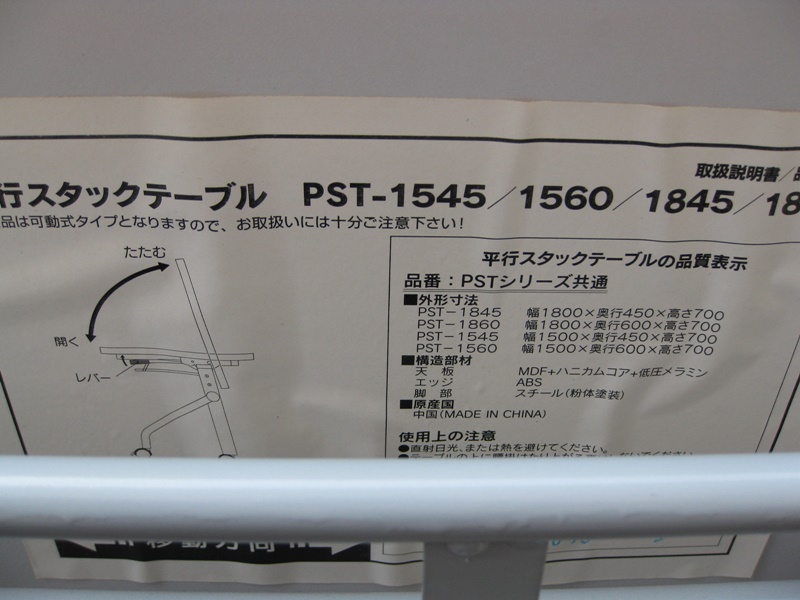 取扱説明書／
行スタックテーブル PST-1545／1560／1845／18
品は可動式タイプとなりますので、お取扱いには十分ご注意下さい！
たたむ
開く
レバー
平行スタックテーブルの品質表示
品番：PSTシリーズ共通
■外形寸法
PST－1845 幅1800×奥行450×高さ700
PST－1860 幅1800×奥行600×高さ700
PST－1545 幅1500×奥行450×高さ700
PST－1560 幅1500×奥行600×高さ700
■構造部材
天 板 MDF+ハニカムコア+低圧メラミン
エッジ ABS
脚 部 スチール（粉体塗装）
■原産国
中国（MADE IN CHINA）
使用上の注意
●直射日光、または熱を避けてください。
移動方向